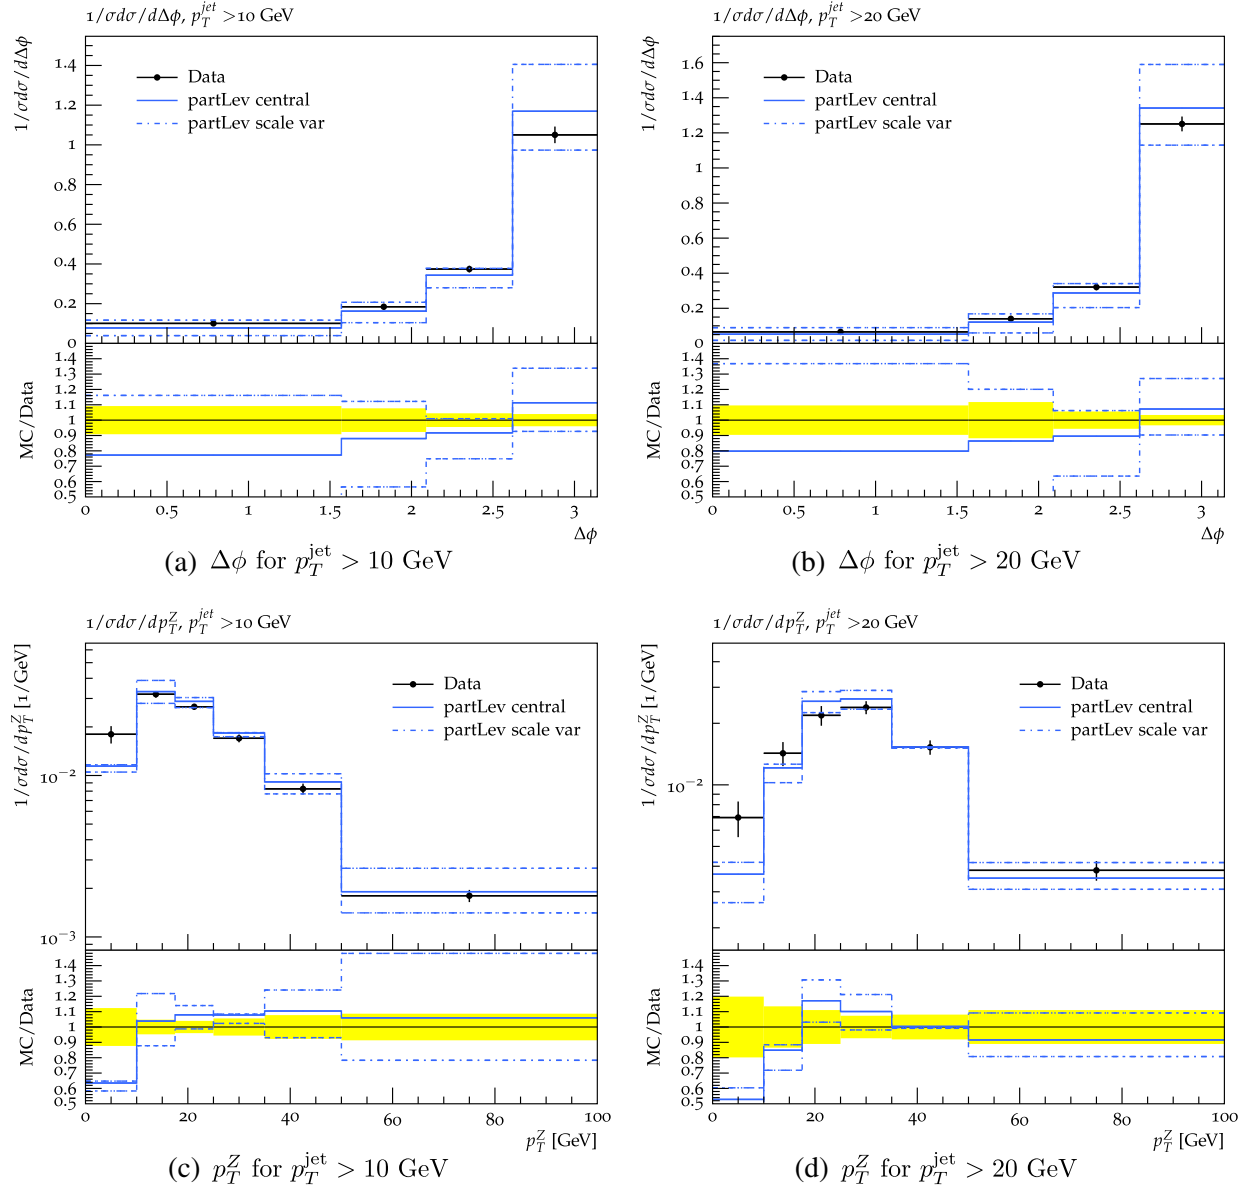 1/σdσ/dΔϕ, p_T^jet >10 GeV
1/σdσ/dΔϕ
Data
partLev central
partLev scale var
1.4
1.2
1
0.8
0.6
0.4
0.2
0
MC/Data
1.4
1.3
1.2
1.1
1
0.9
0.8
0.7
0.6
0.5
0 0.5 1 1.5 2 2.5 3
Δϕ
(a) Δϕ for p_T^jet > 10 GeV
1/σdσ/dΔϕ, p_T^jet >20 GeV
1/σdσ/dΔϕ
Data
partLev central
partLev scale var
1.6
1.4
1.2
1
0.8
0.6
0.4
0.2
0
MC/Data
1.4
1.3
1.2
1.1
1
0.9
0.8
0.7
0.6
0.5
0 0.5 1 1.5 2 2.5 3
Δϕ
(b) Δϕ for p_T^jet > 20 GeV
1/σdσ/dp_T^Z, p_T^jet >10 GeV
1/σdσ/dp_T^Z [1/GeV]
Data
partLev central
partLev scale var
10^−2
10^−3
MC/Data
1.4
1.3
1.2
1.1
1
0.9
0.8
0.7
0.6
0.5
0 20 40 60 80 100
p_T^Z [GeV]
(c) p_T^Z for p_T^jet > 10 GeV
1/σdσ/dp_T^Z, p_T^jet >20 GeV
1/σdσ/dp_T^Z [1/GeV]
Data
partLev central
partLev scale var
10^−2
MC/Data
1.4
1.3
1.2
1.1
1
0.9
0.8
0.7
0.6
0.5
0 20 40 60 80 100
p_T^Z [GeV]
(d) p_T^Z for p_T^jet > 20 GeV